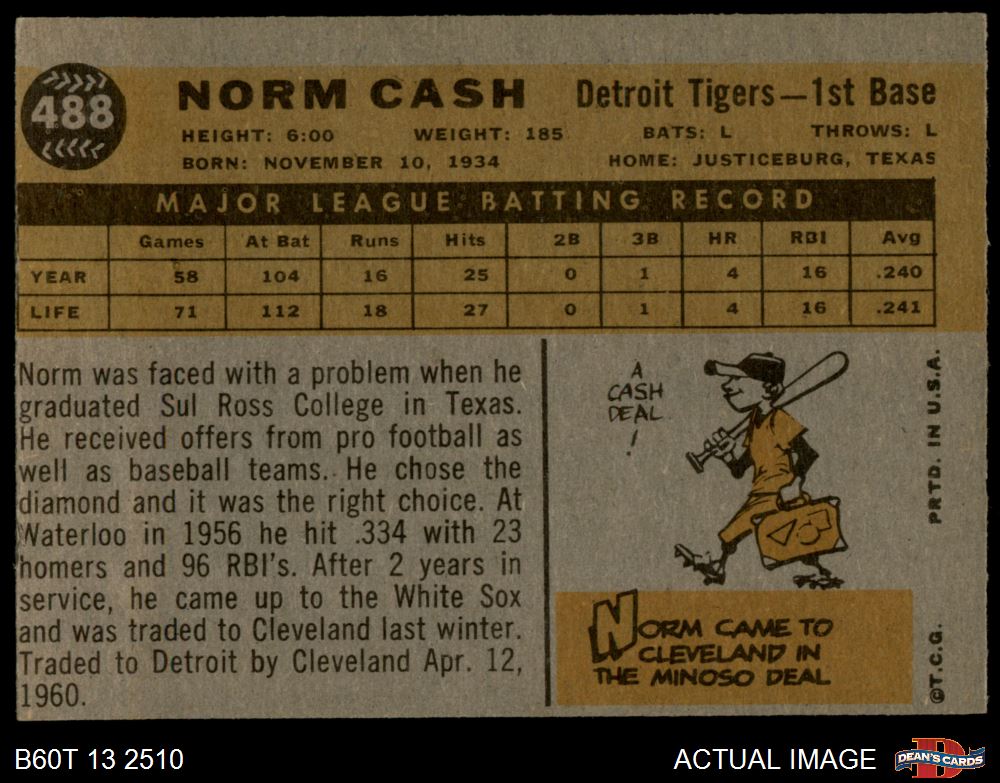 488
NORM CASH Detroit Tigers—1st Base
HEIGHT: 6:00 WEIGHT: 185 BATS: L THROWS: L
BORN: NOVEMBER 10, 1934 HOME: JUSTICEBURG, TEXAS
MAJOR LEAGUE BATTING RECORD
Games At Bat Runs Hits 2B 3B HR RBI Avg
YEAR 58 104 16 25 0 1 4 16 .240
LIFE 71 112 18 27 0 1 4 16 .241
Norm was faced with a problem when he
graduated Sul Ross College in Texas.
He received offers from pro football as
well as baseball teams. He chose the
diamond and it was the right choice. At
Waterloo in 1956 he hit .334 with 23
homers and 96 RBI's. After 2 years in
service, he came up to the White Sox
and was traded to Cleveland last winter.
Traded to Detroit by Cleveland Apr. 12,
1960.
A
CASH
DEAL
!
NORM CAME TO
CLEVELAND IN
THE MINOSO DEAL
©T.C.G. PRTD. IN U.S.A.
B60T 13 2510 ACTUAL IMAGE D DEAN'S CARDS